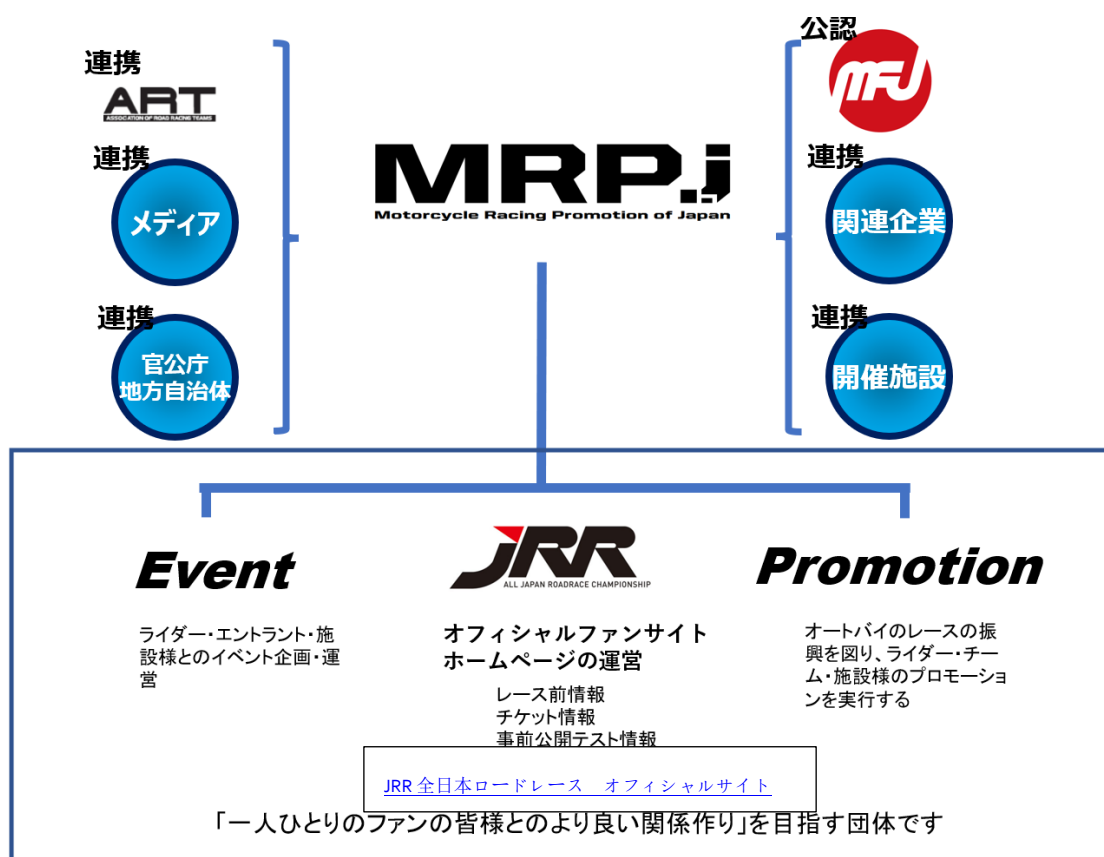 連携
ART
ASSOCATION OF ROAD RACING TEAMS
連携
メディア
連携
官公庁
地方自治体
MRP.j
Motorcycle Racing Promotion of Japan
公認
MFJ
連携
関連企業
連携
開催施設
Event
ライダー・エントラント・施
設様とのイベント企画・運
営
JRR
ALL JAPAN ROADRACE CHAMPIONSHIP
オフィシャルファンサイト
ホームページの運営
レース前情報
チケット情報
事前公開テスト情報
JRR 全日本ロードレース　オフィシャルサイト
Promotion
オートバイのレースの振
興を図り、ライダー・チー
ム・施設様のプロモーショ
ンを実行する
「一人ひとりのファンの皆様とのより良い関係作り」を目指す団体です